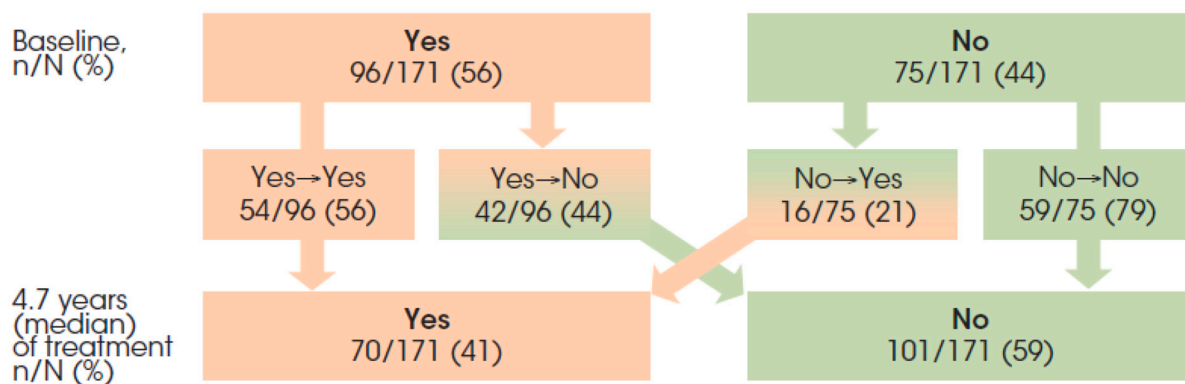 Baseline,
n/N (%)
Yes
96/171 (56)
No
75/171 (44)
Yes→Yes
54/96 (56)
Yes→No
42/96 (44)
No→Yes
16/75 (21)
No→No
59/75 (79)
4.7 years
(median)
of treatment
n/N (%)
Yes
70/171 (41)
No
101/171 (59)